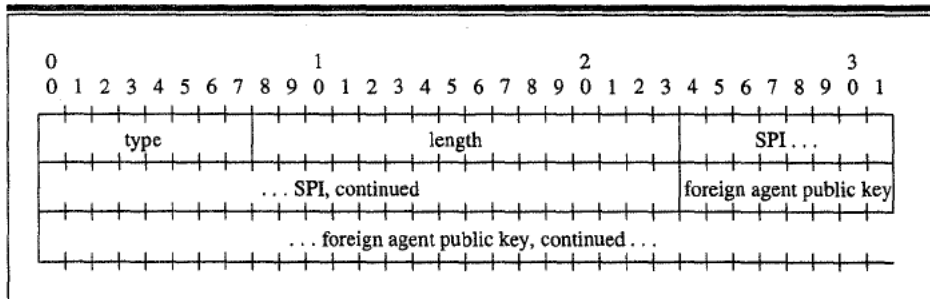 0 1 2 3
0 1 2 3 4 5 6 7 8 9 0 1 2 3 4 5 6 7 8 9 0 1 2 3 4 5 6 7 8 9 0 1
type length SPI . . .
. . . SPI, continued foreign agent public key
. . . foreign agent public key, continued . . .